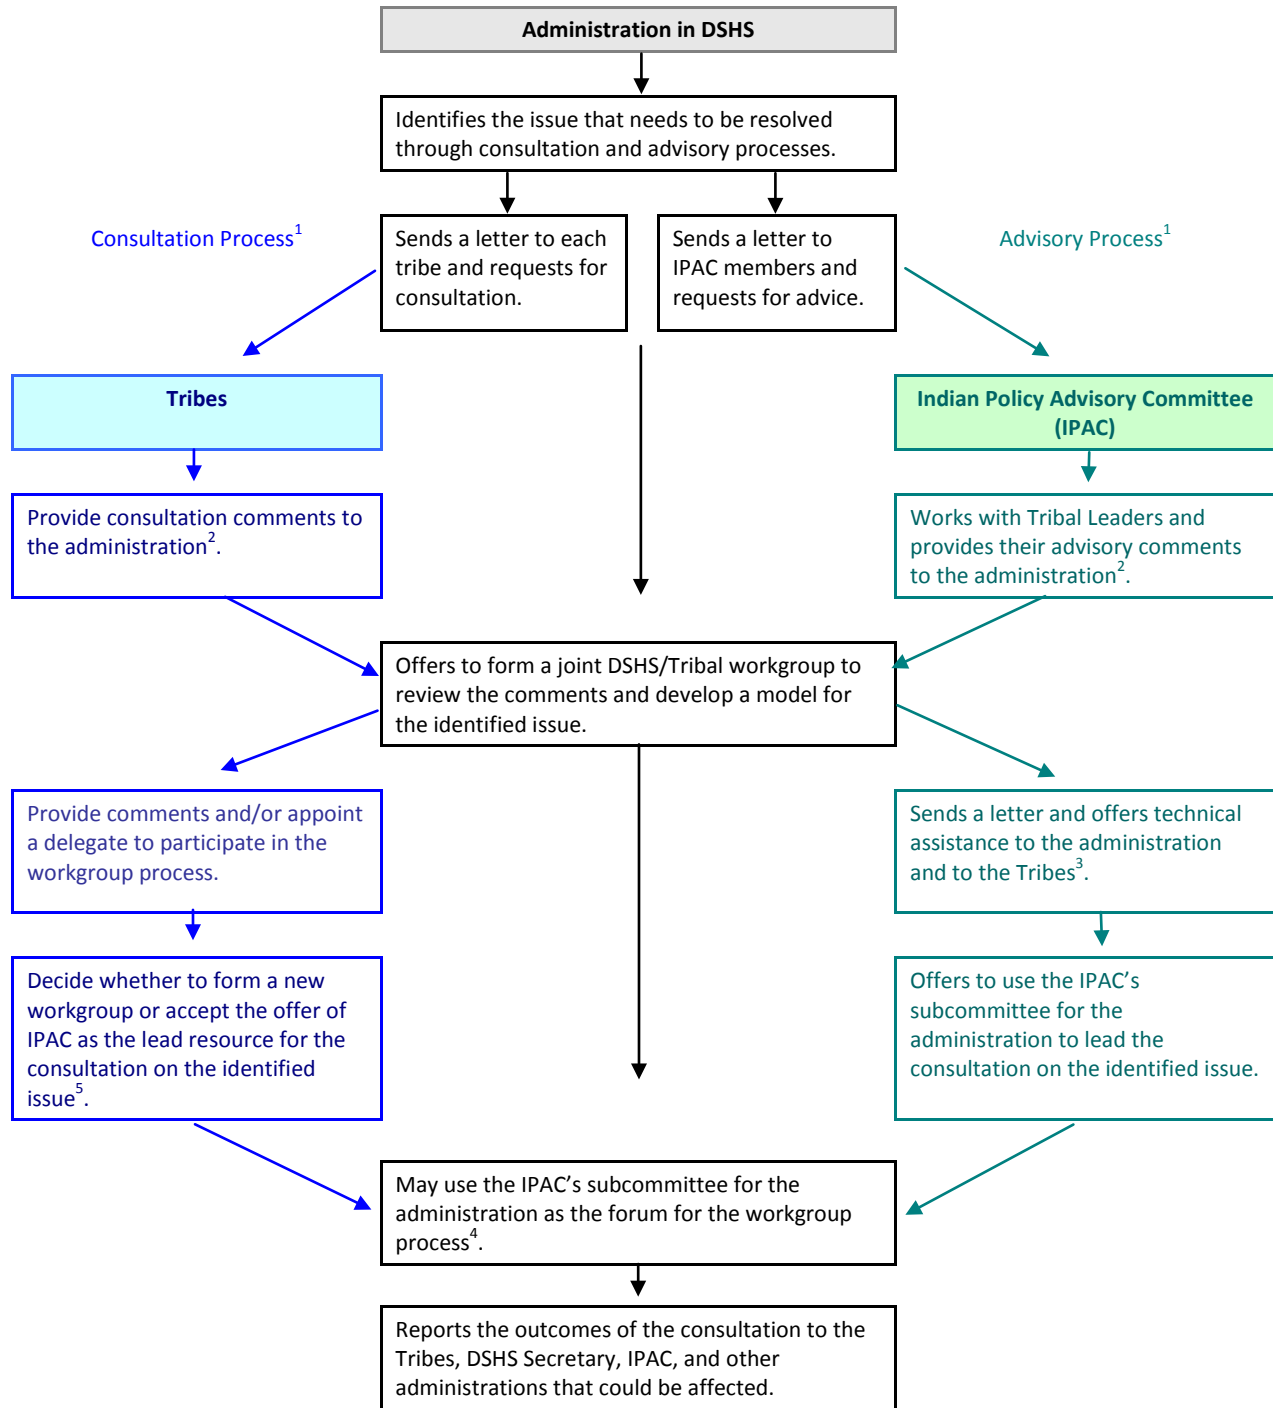 Administration in DSHS
Identifies the issue that needs to be resolved
through consultation and advisory processes.
Consultation Process¹
Sends a letter to each
tribe and requests for
consultation.
Sends a letter to
IPAC members and
requests for advice.
Advisory Process¹
Tribes
Indian Policy Advisory Committee
(IPAC)
Provide consultation comments to
the administration².
Works with Tribal Leaders and
provides their advisory comments
to the administration².
Offers to form a joint DSHS/Tribal workgroup to
review the comments and develop a model for
the identified issue.
Provide comments and/or appoint
a delegate to participate in the
workgroup process.
Sends a letter and offers technical
assistance to the administration
and to the Tribes³.
Decide whether to form a new
workgroup or accept the offer of
IPAC as the lead resource for the
consultation on the identified
issue⁵.
Offers to use the IPAC’s
subcommittee for the
administration to lead the
consultation on the identified issue.
May use the IPAC’s subcommittee for the
administration as the forum for the workgroup
process⁴.
Reports the outcomes of the consultation to the
Tribes, DSHS Secretary, IPAC, and other
administrations that could be affected.